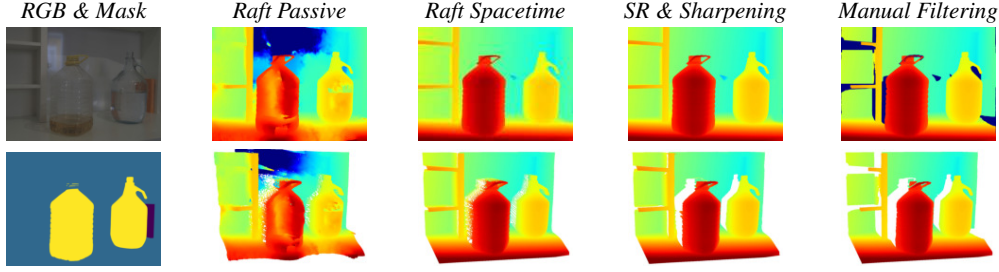 RGB & Mask
Raft Passive
Raft Spacetime
SR & Sharpening
Manual Filtering